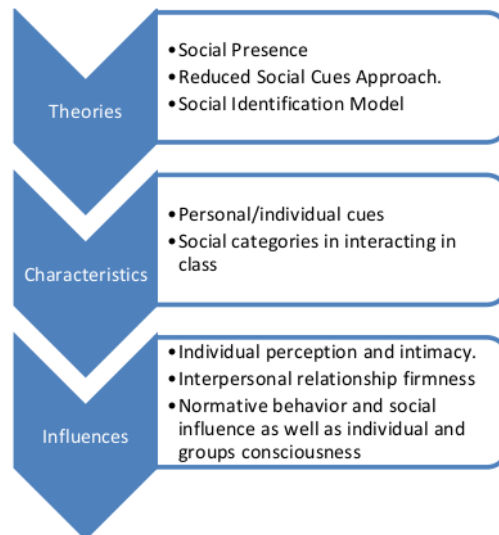 Theories
•Social Presence
•Reduced Social Cues Approach.
•Social Identification Model
Characteristics
•Personal/individual cues
•Social categories in interacting in
class
Influences
•Individual perception and intimacy.
•Interpersonal relationship firmness
•Normative behavior and social
influence as well as individual and
groups consciousness